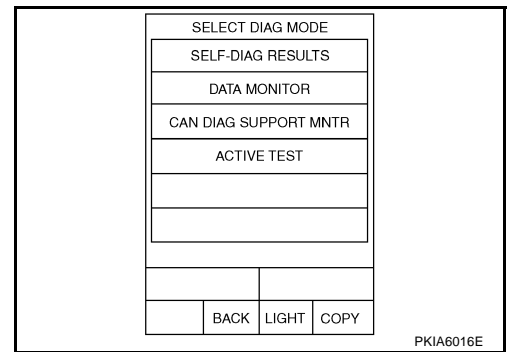 SELECT DIAG MODE
SELF-DIAG RESULTS
DATA MONITOR
CAN DIAG SUPPORT MNTR
ACTIVE TEST
BACK LIGHT COPY
PKIA6016E